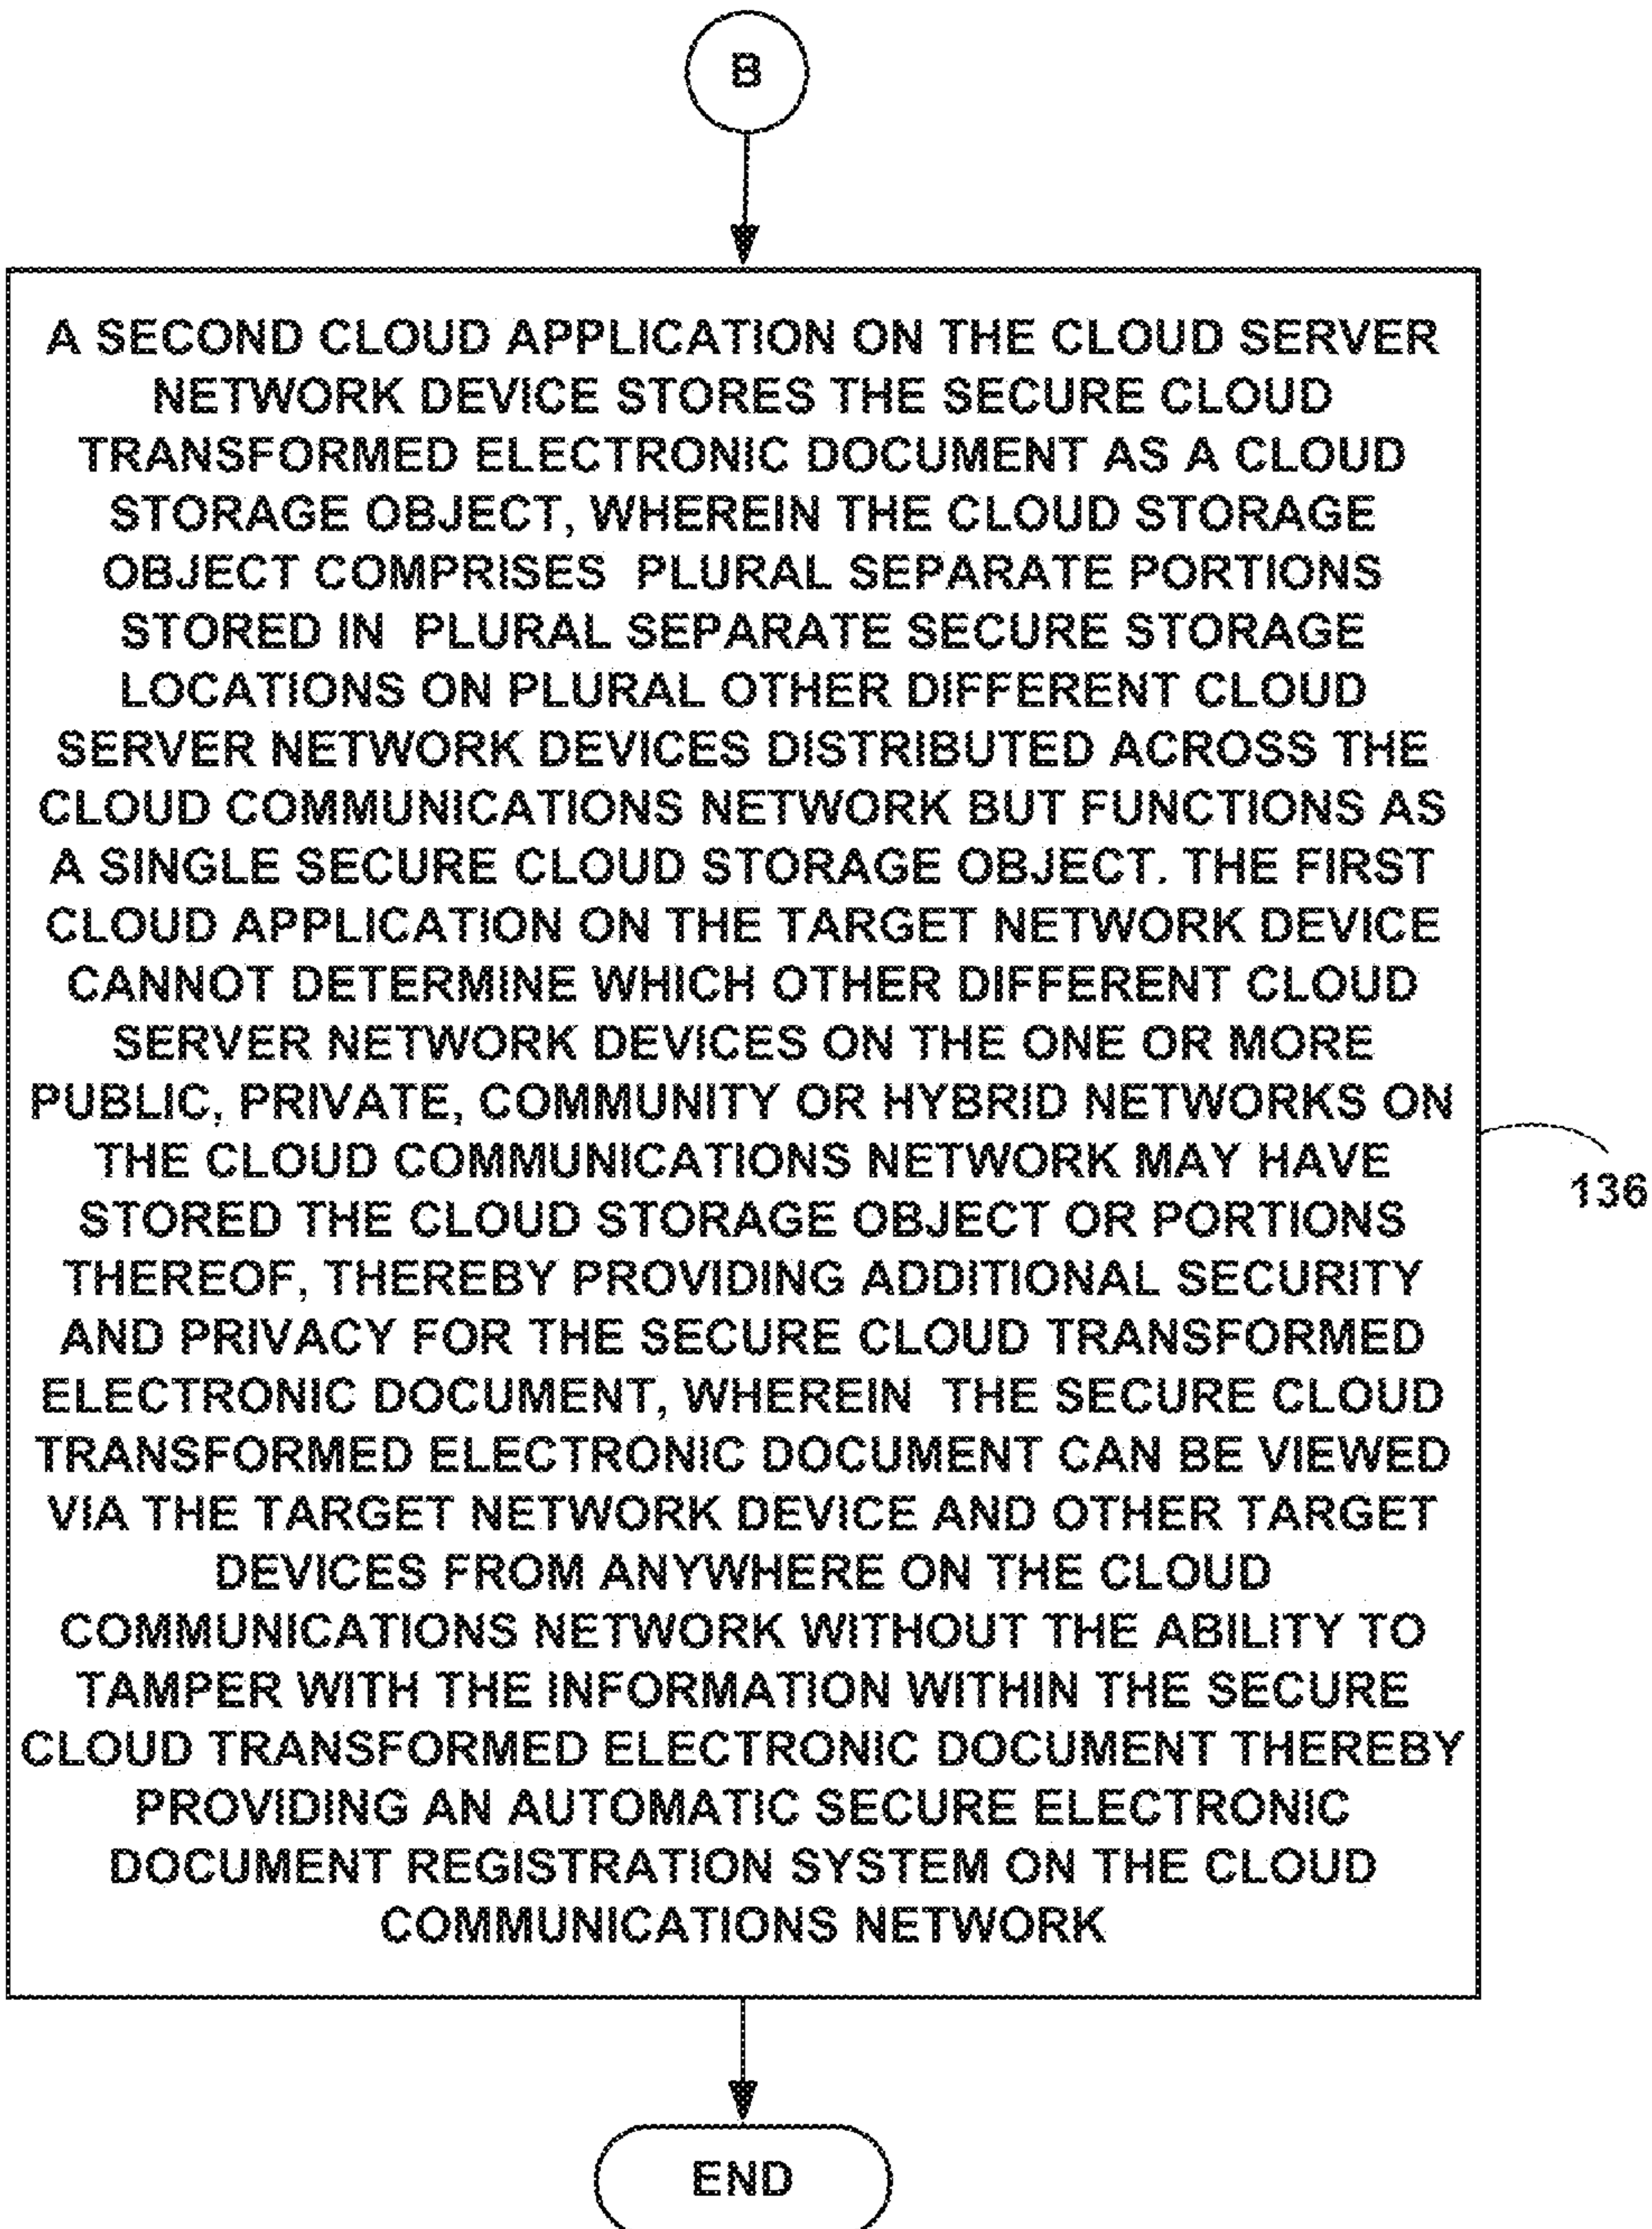 B
A SECOND CLOUD APPLICATION ON THE CLOUD SERVER
NETWORK DEVICE STORES THE SECURE CLOUD
TRANSFORMED ELECTRONIC DOCUMENT AS A CLOUD
STORAGE OBJECT, WHEREIN THE CLOUD STORAGE
OBJECT COMPRISES PLURAL SEPARATE PORTIONS
STORED IN PLURAL SEPARATE SECURE STORAGE
LOCATIONS ON PLURAL OTHER DIFFERENT CLOUD
SERVER NETWORK DEVICES DISTRIBUTED ACROSS THE
CLOUD COMMUNICATIONS NETWORK BUT FUNCTIONS AS
A SINGLE SECURE CLOUD STORAGE OBJECT. THE FIRST
CLOUD APPLICATION ON THE TARGET NETWORK DEVICE
CANNOT DETERMINE WHICH OTHER DIFFERENT CLOUD
SERVER NETWORK DEVICES ON THE ONE OR MORE
PUBLIC, PRIVATE, COMMUNITY OR HYBRID NETWORKS ON
THE CLOUD COMMUNICATIONS NETWORK MAY HAVE
STORED THE CLOUD STORAGE OBJECT OR PORTIONS
THEREOF, THEREBY PROVIDING ADDITIONAL SECURITY
AND PRIVACY FOR THE SECURE CLOUD TRANSFORMED
ELECTRONIC DOCUMENT, WHEREIN THE SECURE CLOUD
TRANSFORMED ELECTRONIC DOCUMENT CAN BE VIEWED
VIA THE TARGET NETWORK DEVICE AND OTHER TARGET
DEVICES FROM ANYWHERE ON THE CLOUD
COMMUNICATIONS NETWORK WITHOUT THE ABILITY TO
TAMPER WITH THE INFORMATION WITHIN THE SECURE
CLOUD TRANSFORMED ELECTRONIC DOCUMENT THEREBY
PROVIDING AN AUTOMATIC SECURE ELECTRONIC
DOCUMENT REGISTRATION SYSTEM ON THE CLOUD
COMMUNICATIONS NETWORK
136
END